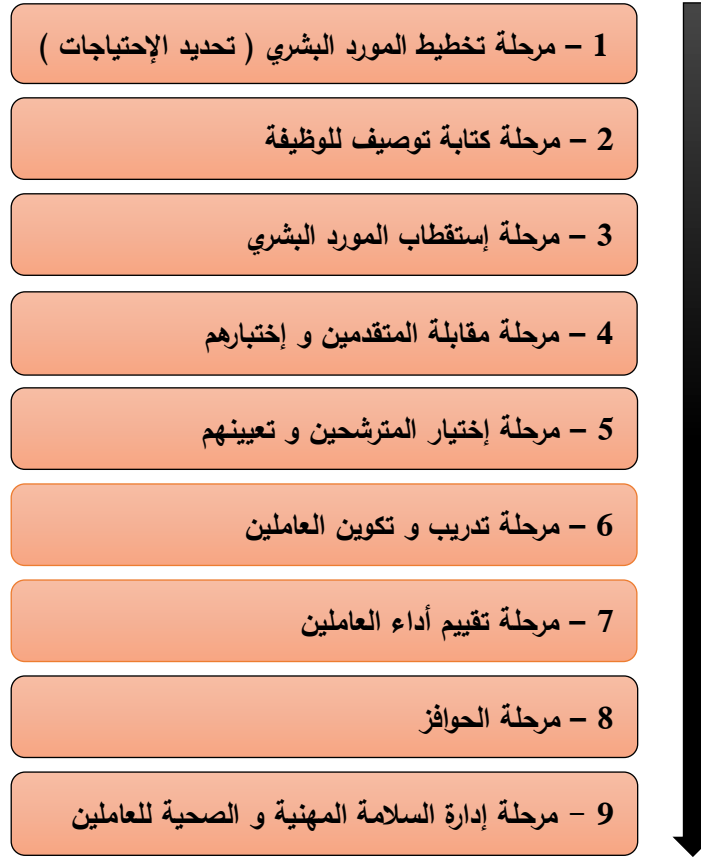 1 – مرحلة تخطيط المورد البشري ( تحديد الإحتياجات )
2 – مرحلة كتابة توصيف للوظيفة
3 – مرحلة إستقطاب المورد البشري
4 – مرحلة مقابلة المتقدمين و إختبارهم
5 – مرحلة إختيار المترشحين و تعيينهم
6 – مرحلة تدريب و تكوين العاملين
7 – مرحلة تقييم أداء العاملين
8 – مرحلة الحوافز
9 – مرحلة إدارة السلامة المهنية و الصحية للعاملين